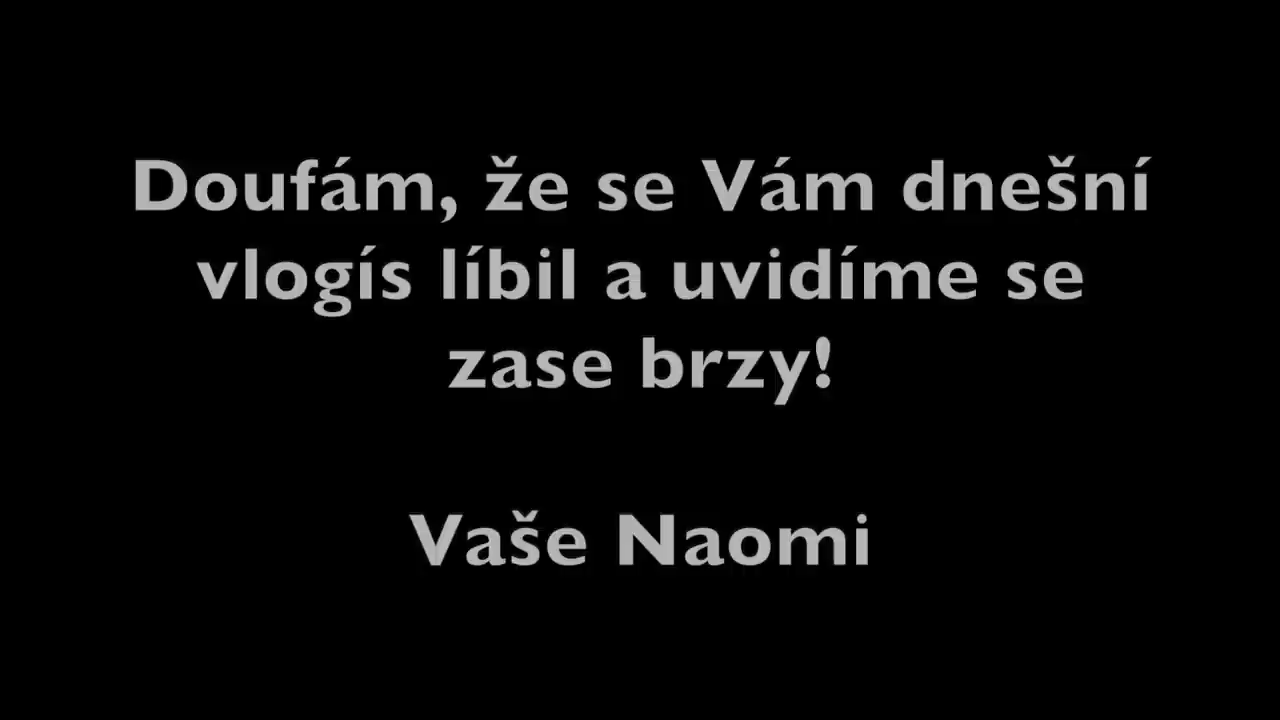 Doufám, že se Vám dnešní
vlogís líbil a uvidíme se
zase brzy!
Vaše Naomi